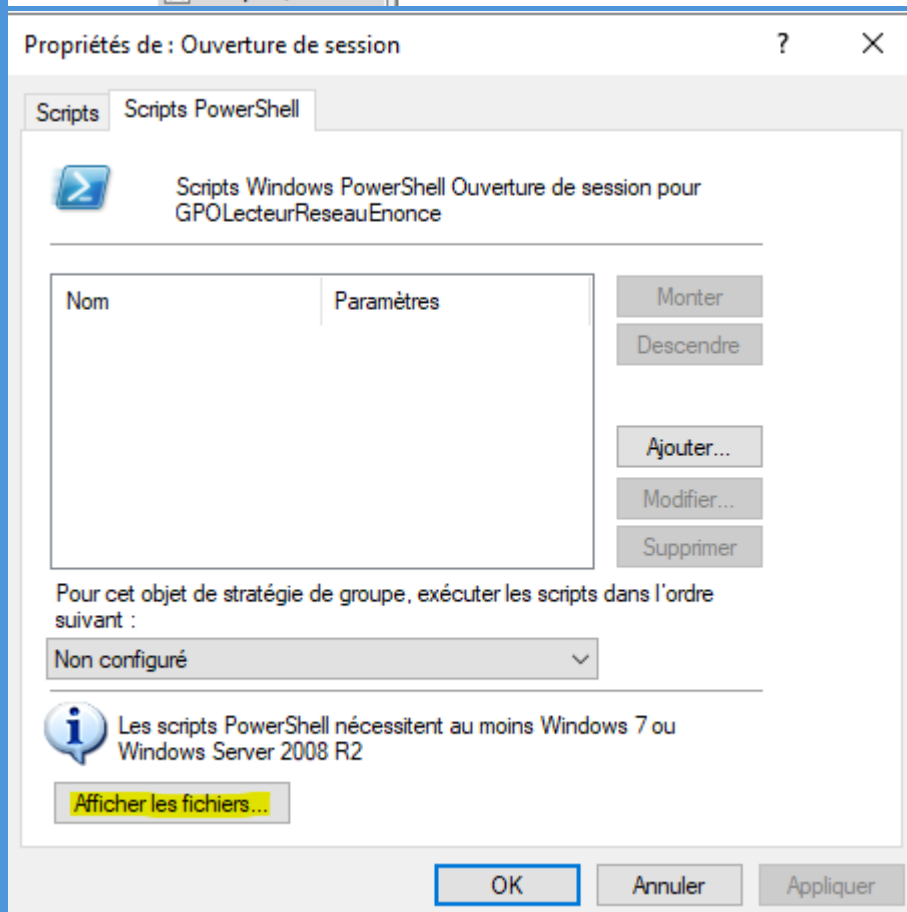 Propriétés de : Ouverture de session
?
Scripts
Scripts PowerShell
Scripts Windows PowerShell Ouverture de session pour
GPOLecteurReseauEnonce
Nom
Paramètres
Monter
Descendre
Ajouter...
Modifier...
Supprimer
Pour cet objet de stratégie de groupe, exécuter les scripts dans l'ordre
suivant :
Non configuré
Les scripts PowerShell nécessitent au moins Windows 7 ou
Windows Server 2008 R2
Afficher les fichiers...
OK
Annuler
Appliquer